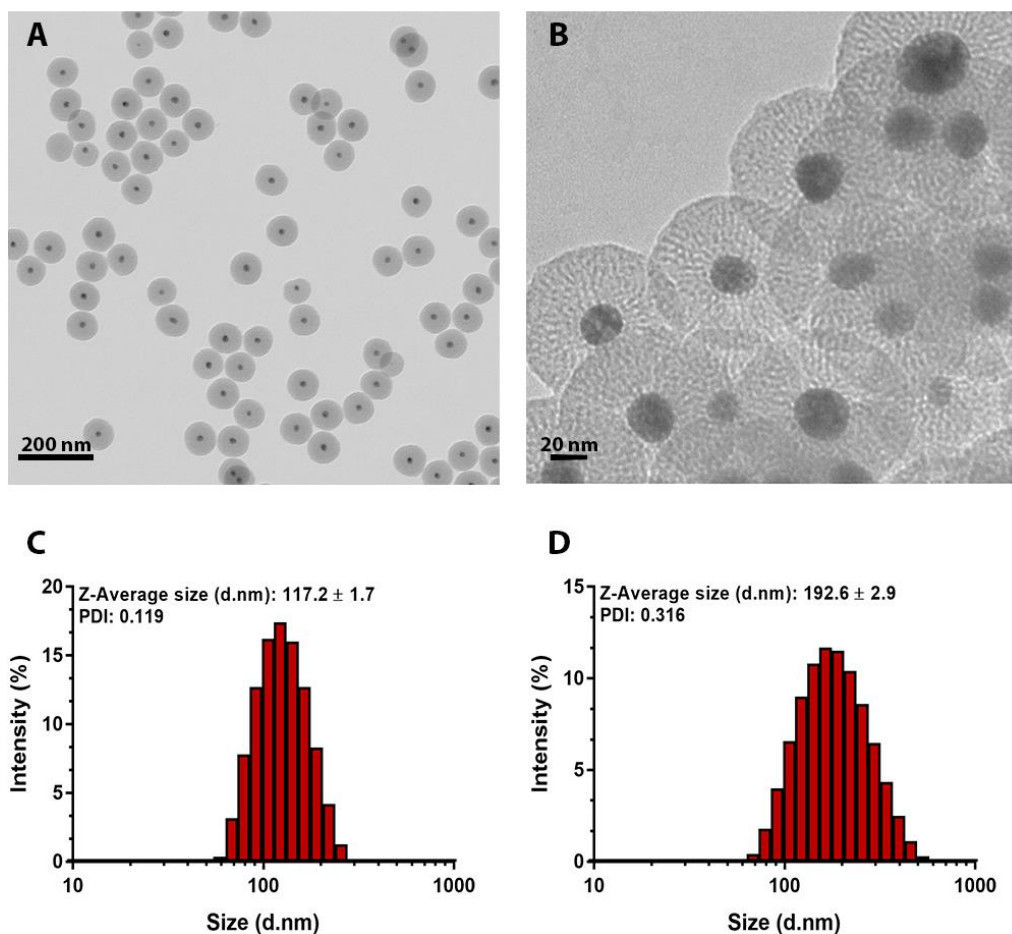 A
200 nm
B
20 nm
C
Z-Average size (d.nm): 117.2 ± 1.7
PDI: 0.119
20
15
10
5
0
Intensity (%)
10
100
1000
Size (d.nm)
D
Z-Average size (d.nm): 192.6 ± 2.9
PDI: 0.316
15
10
5
0
Intensity (%)
10
100
1000
Size (d.nm)